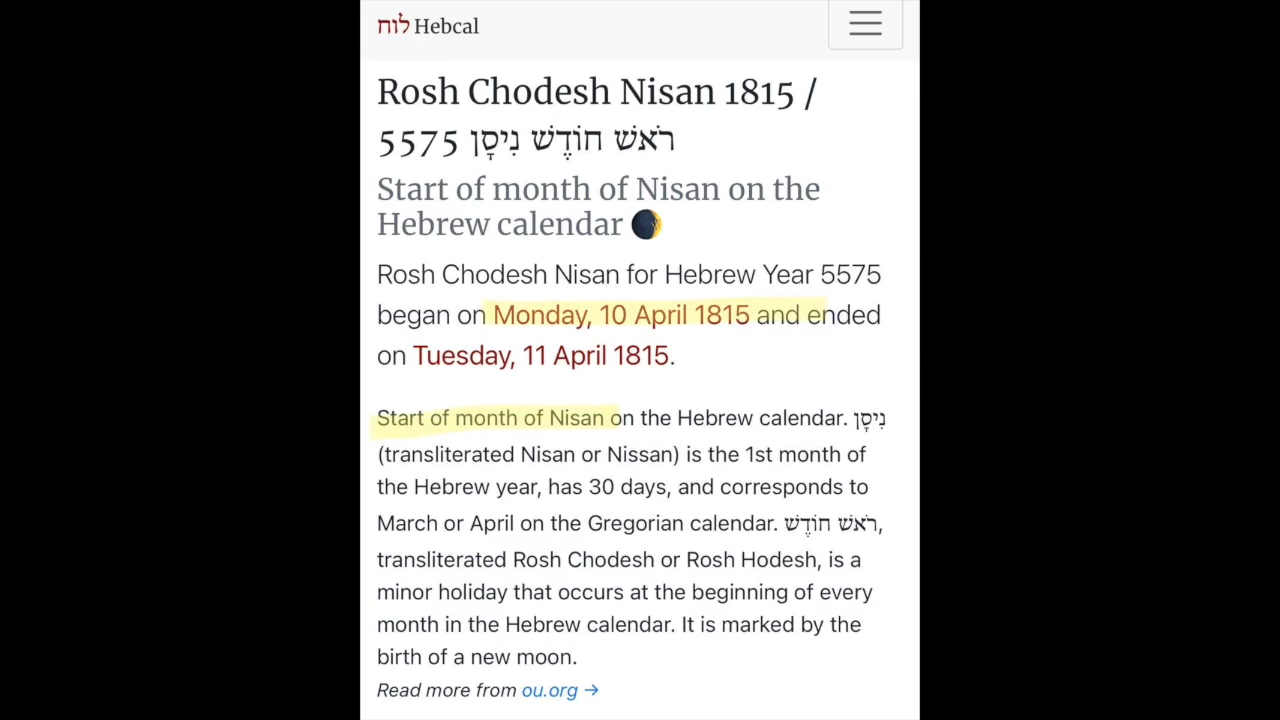 לוח Hebcal
Rosh Chodesh Nisan 1815 /
רֹאשׁ חוֹדֶשׁ נִיסָן 5575
Start of month of Nisan on the
Hebrew calendar 🌒
Rosh Chodesh Nisan for Hebrew Year 5575
began on Monday, 10 April 1815 and ended
on Tuesday, 11 April 1815.
Start of month of Nisan on the Hebrew calendar. נִיסָן
(transliterated Nisan or Nissan) is the 1st month of
the Hebrew year, has 30 days, and corresponds to
March or April on the Gregorian calendar. רֹאשׁ חוֹדֶשׁ,
transliterated Rosh Chodesh or Rosh Hodesh, is a
minor holiday that occurs at the beginning of every
month in the Hebrew calendar. It is marked by the
birth of a new moon.
Read more from ou.org →